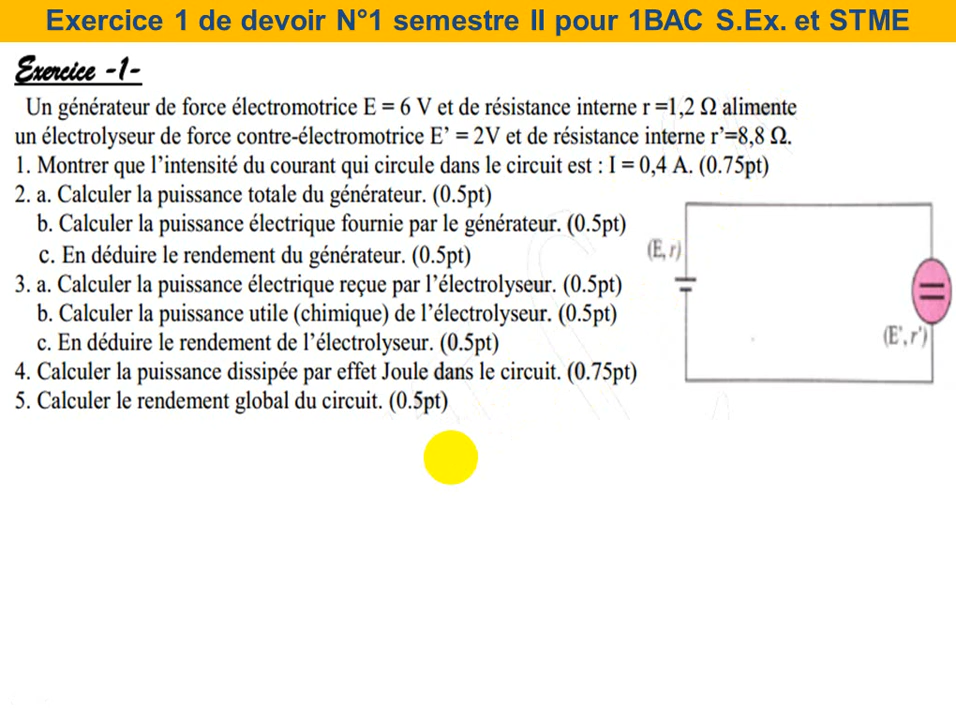 Exercice 1 de devoir N°1 semestre II pour 1BAC S.Ex. et STME
Exercice -1-
Un générateur de force électromotrice E = 6 V et de résistance interne r =1,2 Ω alimente
un électrolyseur de force contre-électromotrice E' = 2V et de résistance interne r'=8,8 Ω.
1. Montrer que l'intensité du courant qui circule dans le circuit est : I = 0,4 A. (0.75pt)
2. a. Calculer la puissance totale du générateur. (0.5pt)
b. Calculer la puissance électrique fournie par le générateur. (0.5pt)
c. En déduire le rendement du générateur. (0.5pt)
3. a. Calculer la puissance électrique reçue par l'électrolyseur. (0.5pt)
b. Calculer la puissance utile (chimique) de l'électrolyseur. (0.5pt)
c. En déduire le rendement de l'électrolyseur. (0.5pt)
4. Calculer la puissance dissipée par effet Joule dans le circuit. (0.75pt)
5. Calculer le rendement global du circuit. (0.5pt)
(E, r)
(E', r')